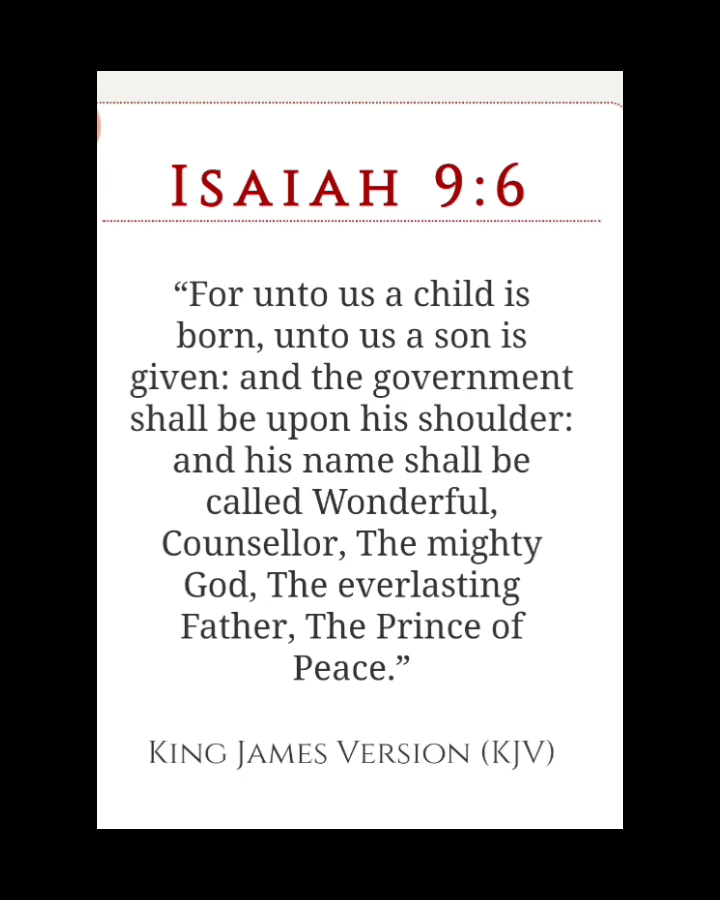 Isaiah 9:6
“For unto us a child is
born, unto us a son is
given: and the government
shall be upon his shoulder:
and his name shall be
called Wonderful,
Counsellor, The mighty
God, The everlasting
Father, The Prince of
Peace.”
King James Version (KJV)